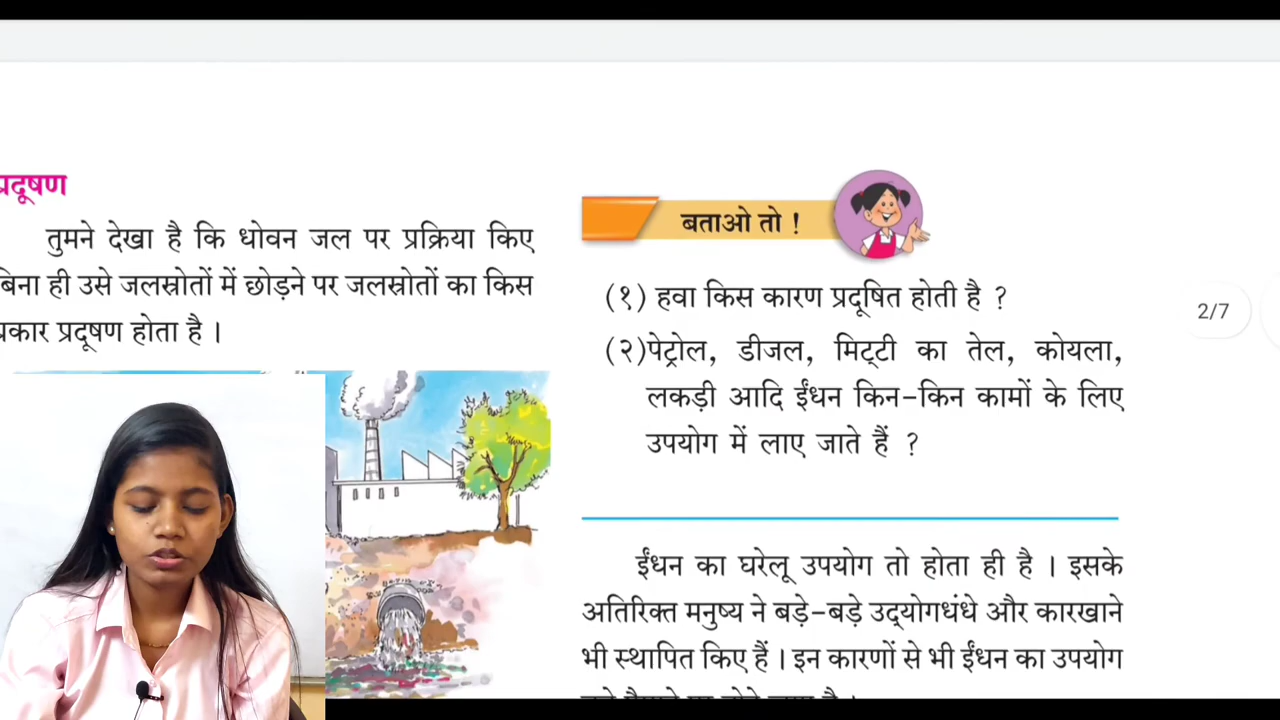 प्रदूषण
तुमने देखा है कि धोवन जल पर प्रक्रिया किए
बिना ही उसे जलस्रोतों में छोड़ने पर जलस्रोतों का किस
प्रकार प्रदूषण होता है ।
बताओ तो !
(१) हवा किस कारण प्रदूषित होती है ?
(२)पेट्रोल, डीजल, मिट्टी का तेल, कोयला,
लकड़ी आदि ईंधन किन-किन कामों के लिए
उपयोग में लाए जाते हैं ?
2/7
ईंधन का घरेलू उपयोग तो होता ही है । इसके
अतिरिक्त मनुष्य ने बड़े-बड़े उद्‌योगधंधे और कारखाने
भी स्थापित किए हैं । इन कारणों से भी ईंधन का उपयोग